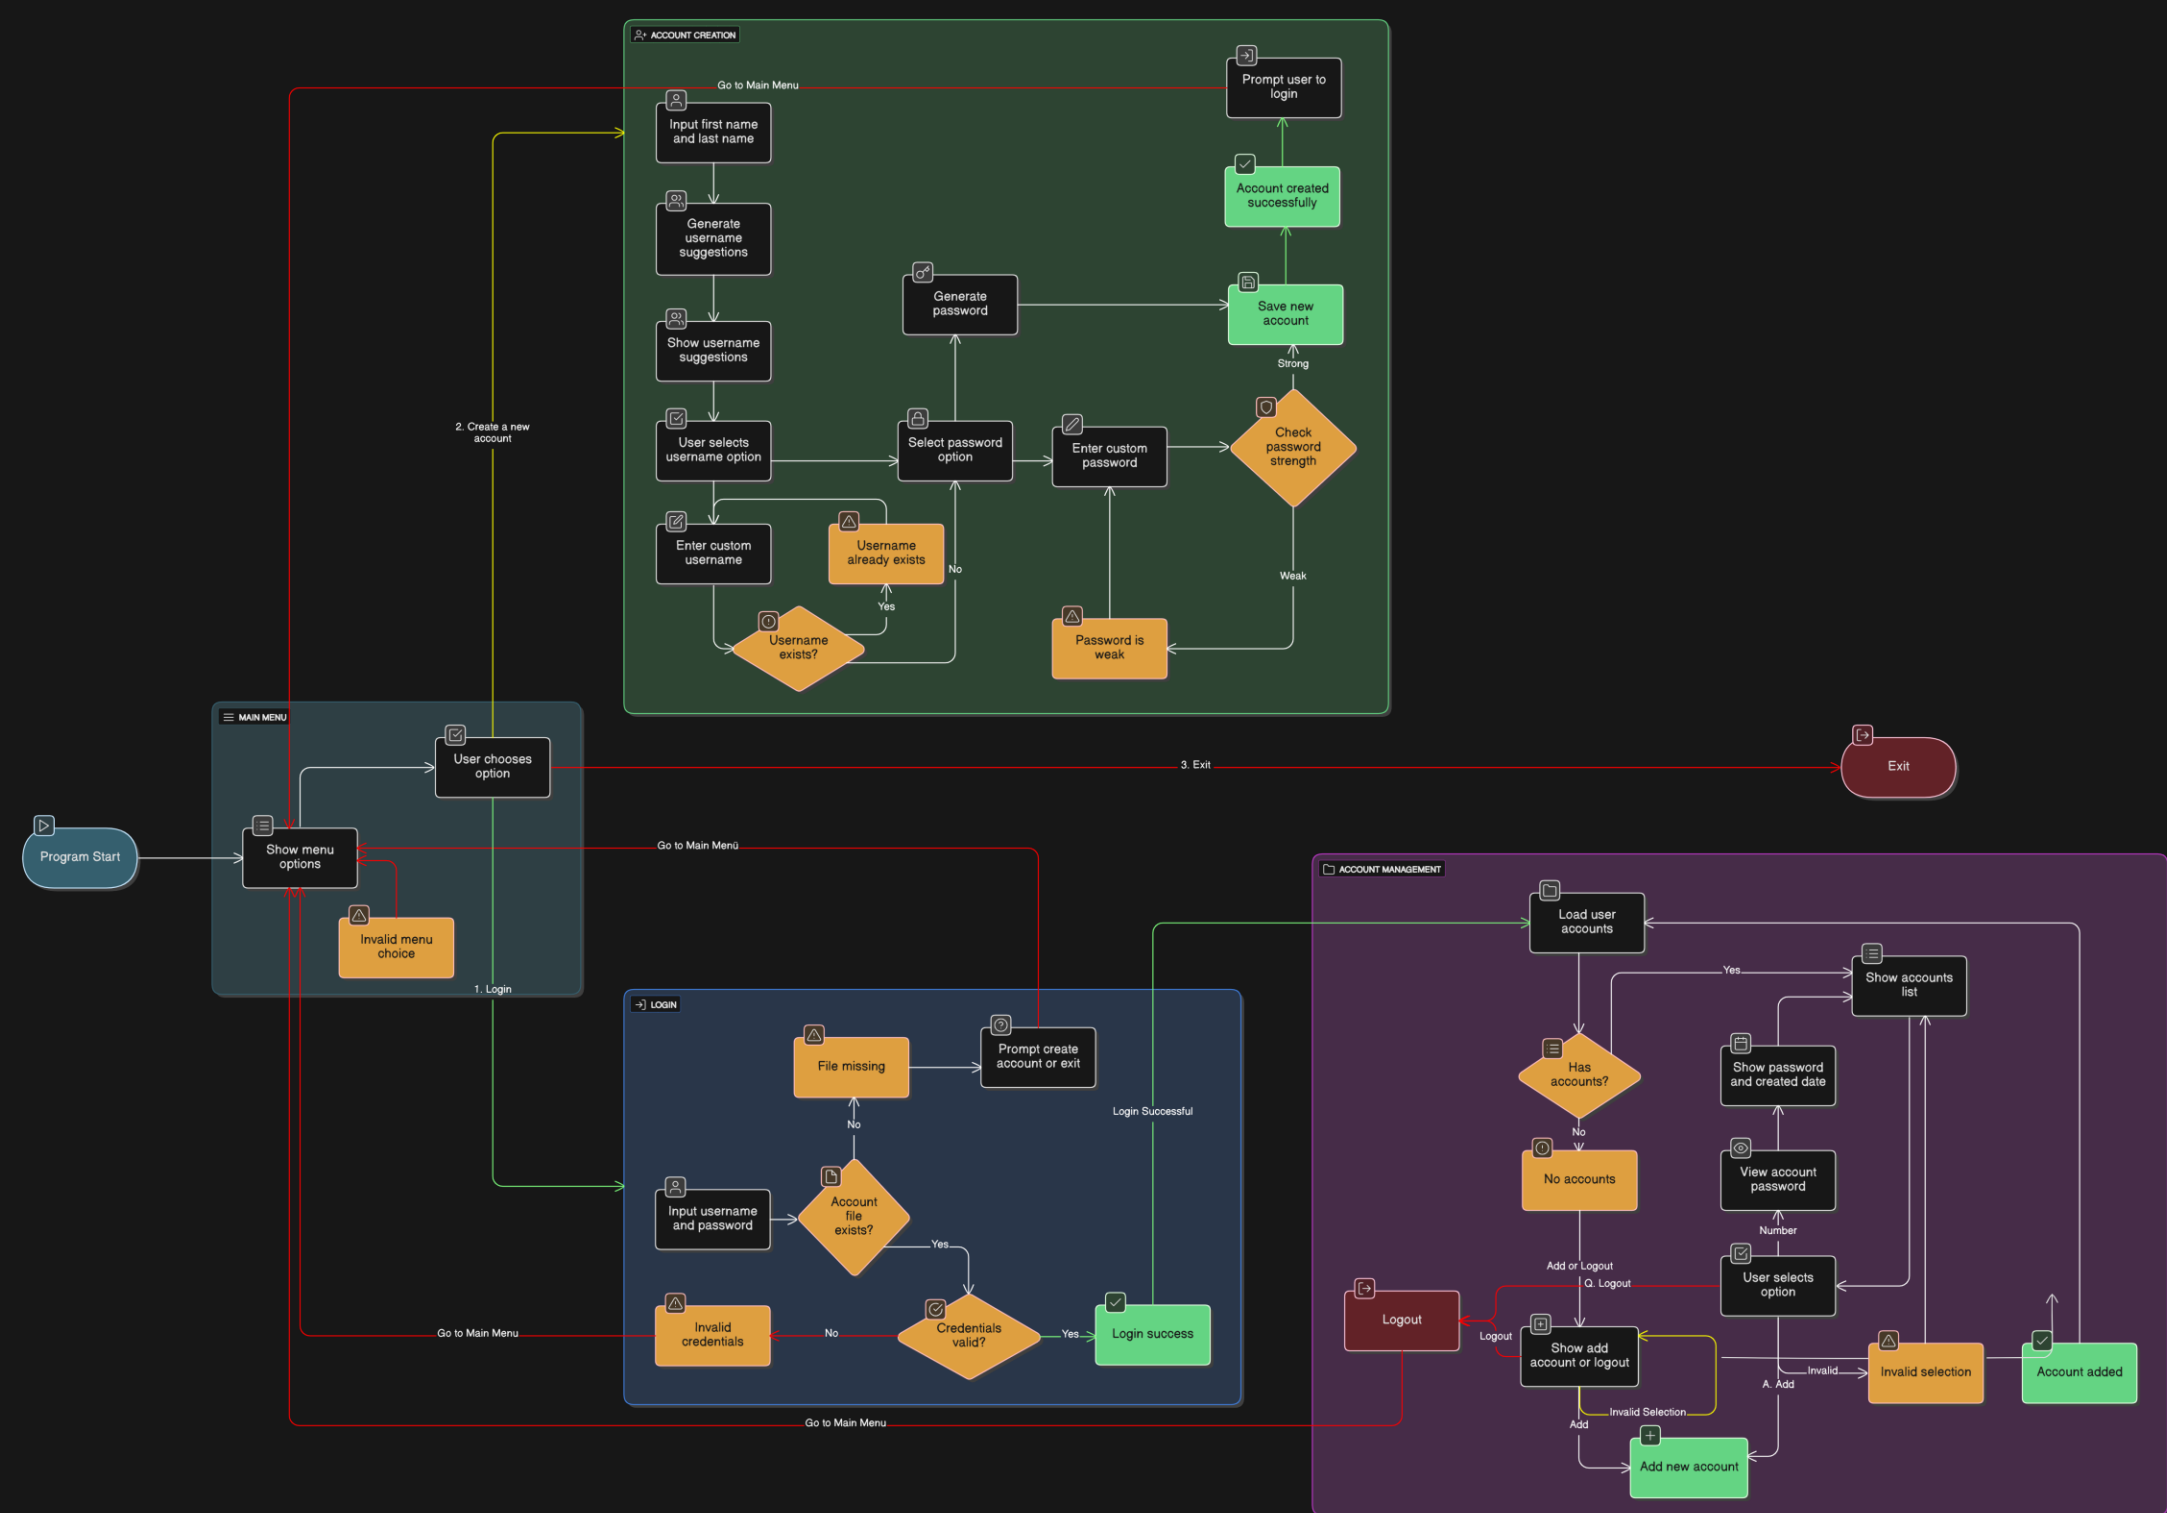 ACCOUNT CREATION
Prompt user to
login
Go to Main Menu
Input first name
and last name
Account created
successfully
Generate
username
suggestions
Generate
password
Save new
account
Show username
suggestions
Strong
2. Create a new
account
User selects
username option
Select password
option
Enter custom
password
Check
password
strength
Enter custom
username
Username
already exists
No
Weak
Yes
Username
exists?
Password is
weak
MAIN MENU
User chooses
option
3. Exit
Exit
Program Start
Show menu
options
Go to Main Menu
Invalid menu
choice
1. Login
LOGIN
File missing
Prompt create
account or exit
Login Successful
No
Input username
and password
Account
file
exists?
Yes
Go to Main Menu
Invalid
credentials
No
Credentials
valid?
Yes
Login success
Go to Main Menu
ACCOUNT MANAGEMENT
Load user
accounts
Yes
Show accounts
list
Has
accounts?
Show password
and created date
No
No accounts
View account
password
Number
Add or Logout
Q. Logout
User selects
option
Logout
Logout
Show add
account or logout
Invalid
Invalid selection
Account added
A. Add
Invalid Selection
Add
Add new account